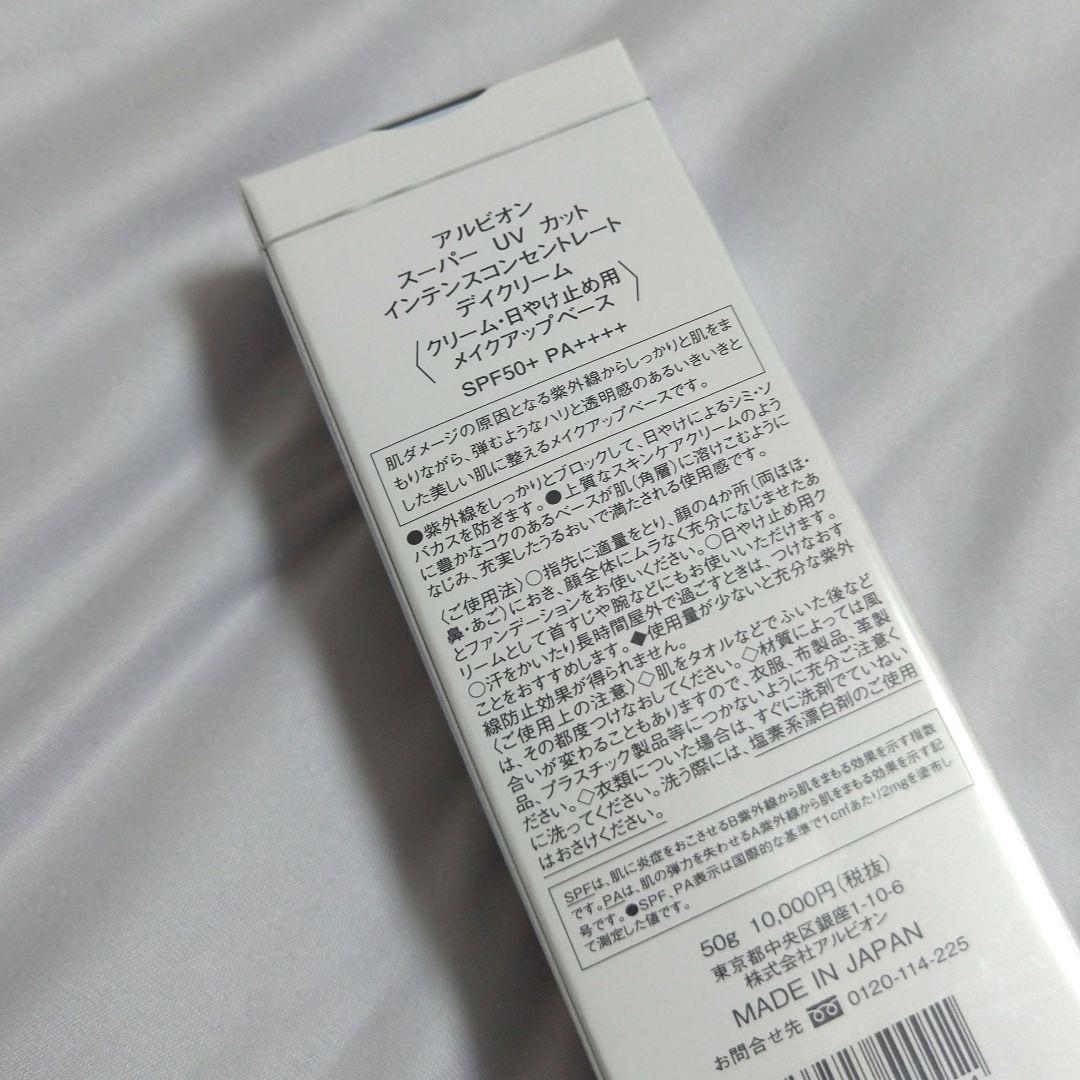 アルビオン
スーパー UV カット
インテンスコンセントレート
デイクリーム
〈クリーム・日やけ止め用
メイクアップベース〉
SPF50+ PA++++
肌ダメージの原因となる紫外線からしっかりと肌をま
もりながら、弾むようなハリと透明感のあるいきいきと
した美しい肌に整えるメイクアップベースです。
●紫外線をしっかりとブロックして、日やけによるシミ・ソ
バカスを防ぎます。●上質なスキンケアクリームのよう
に豊かなコクのあるベースが肌(角層)に溶けこむように
なじみ、充実したうるおいで満たされる使用感です。
〈ご使用法〉○指先に適量をとり、顔の4か所(両ほほ・
鼻・あご)におき、顔全体にムラなく充分になじませたあ
とファンデーションをお使いください。○日やけ止め用ク
リームとして首すじや腕などにもお使いいただけます。
○汗をかいたり長時間屋外で過ごすときは、つけなおす
ことをおすすめします。◆使用量が少ないと充分な紫外
線防止効果が得られません。
〈ご使用上の注意〉◇肌をタオルなどでふいた後など
は、その都度つけなおしてください。◇材質によっては風
合いが変わることもありますので、衣服、布製品、革製
品、プラスチック製品等につかないように充分ご注意く
ださい。◇衣類についた場合は、すぐに洗剤でていねい
に洗ってください。洗う際には、塩素系漂白剤のご使用
はおさけください。
SPFは、肌に炎症をおこさせるB紫外線から肌をまもる効果を示す指数
です。PAは、肌の弾力を失わせるA紫外線から肌をまもる効果を示す記
号です。●SPF、PA表示は国際的な基準で1c㎡あたり2mgを塗布し
て測定した値です。
50g 10,000円(税抜)
東京都中央区銀座1-10-6
株式会社アルビオン
MADE IN JAPAN
お問合せ先 0120-114-225